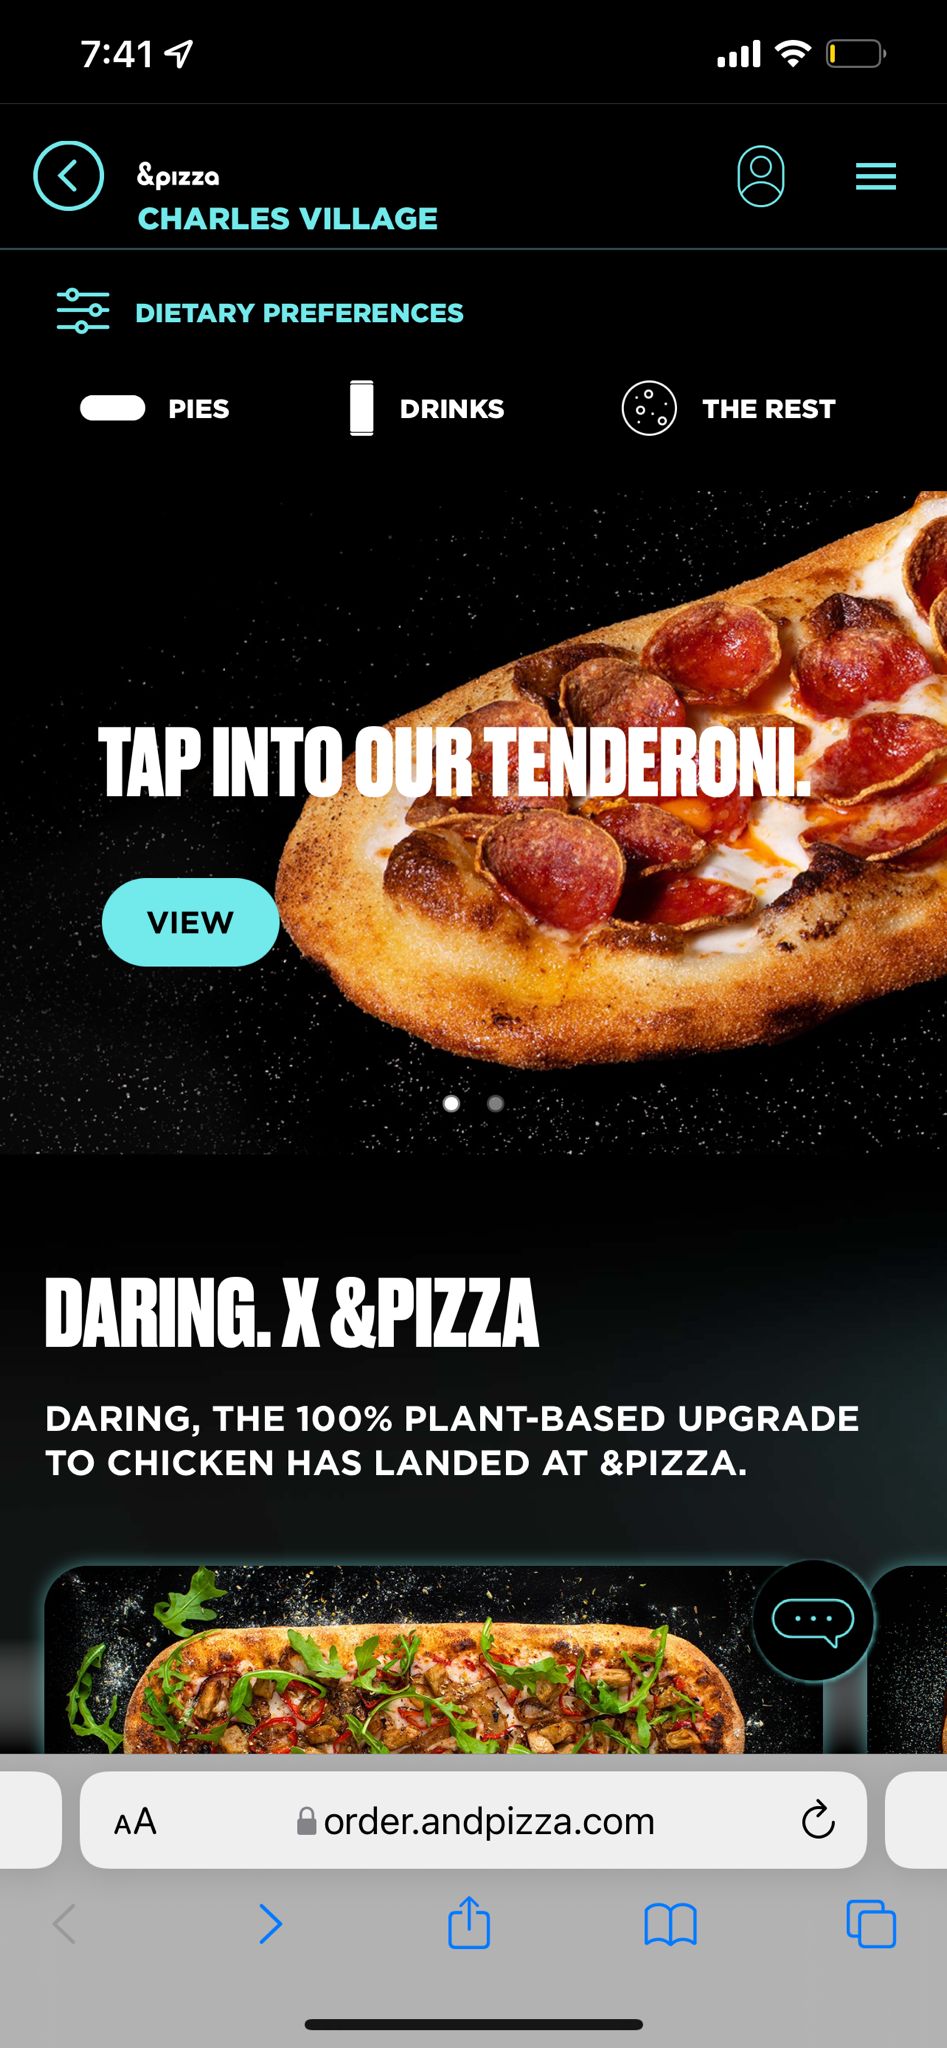 7:41
&pizza
CHARLES VILLAGE
DIETARY PREFERENCES
PIES
DRINKS
THE REST
TAP INTO OUR TENDERONI.
VIEW
DARING. X &PIZZA
DARING, THE 100% PLANT-BASED UPGRADE
TO CHICKEN HAS LANDED AT &PIZZA.
AA
order.andpizza.com